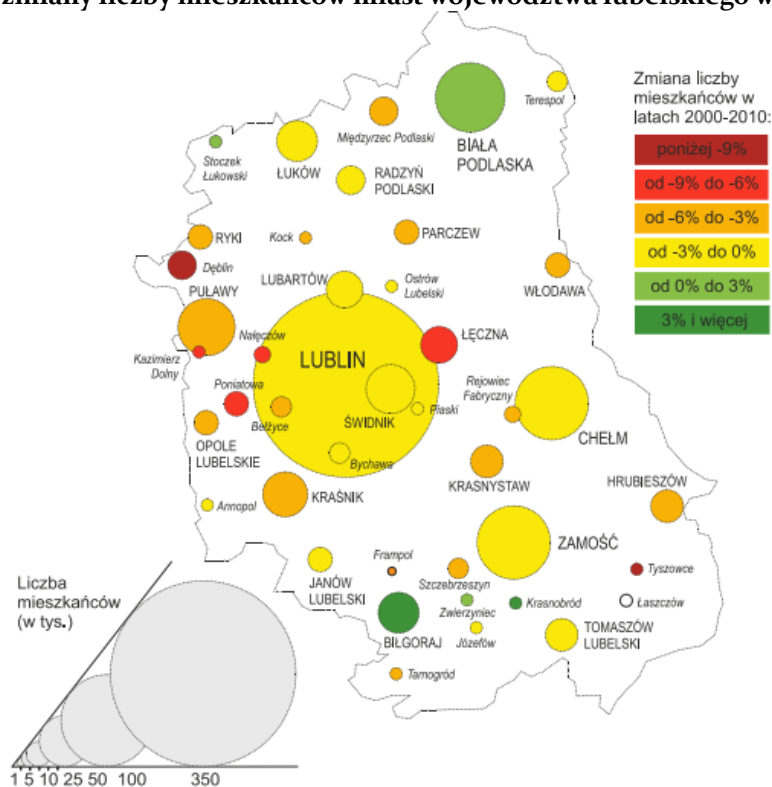 zmiany liczby mieszkańców miast województwa lubelskiego w
Zmiana liczby
mieszkańców w
latach 2000-2010:
poniżej -9%
od -9% do -6%
od -6% do -3%
od -3% do 0%
od 0% do 3%
3% i więcej
Terespol
Międzyrzec Podlaski
BIAŁA
PODLASKA
Stoczek
Łukowski
ŁUKÓW
RADZYŃ
PODLASKI
RYKI
Kock
PARCZEW
Dęblin
LUBARTÓW
Ostrów
Lubelski
WŁODAWA
PUŁAWY
Nałęczów
ŁĘCZNA
Kazimierz
Dolny
LUBLIN
Rejowiec
Fabryczny
Poniatowa
Bełżyce
ŚWIDNIK
Piaski
CHEŁM
OPOLE
LUBELSKIE
Bychawa
KRASNYSTAW
HRUBIESZÓW
KRAŚNIK
Annopol
ZAMOŚĆ
Frampol
JANÓW
LUBELSKI
Szczebrzeszyn
Tyszowce
Zwierzyniec
Krasnobród
Łaszczów
BIŁGORAJ
Józefów
TOMASZÓW
LUBELSKI
Tarnogród
Liczba
mieszkańców
(w tys.)
1 5 10 25 50 100 350